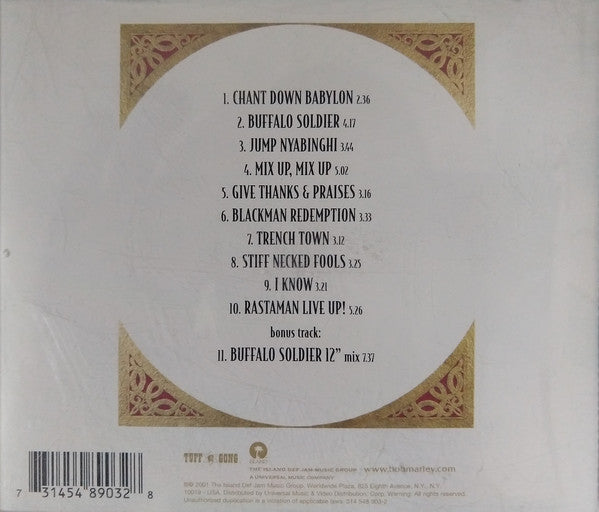 1. CHANT DOWN BABYLON 2.36
2. BUFFALO SOLDIER 4.17
3. JUMP NYABINGHI 3.44
4. MIX UP, MIX UP 5.02
5. GIVE THANKS & PRAISES 3.16
6. BLACKMAN REDEMPTION 3.33
7. TRENCH TOWN 3.12
8. STIFF NECKED FOOLS 3.25
9. I KNOW 3.21
10. RASTAMAN LIVE UP! 5.26
bonus track:
11. BUFFALO SOLDIER 12” mix 7.37
TUFF GONG
ISLAND
THE ISLAND DEF JAM MUSIC GROUP www.bobmarley.com
A UNIVERSAL MUSIC COMPANY
℗© 2001 The Island Def Jam Music Group, Worldwide Plaza, 825 Eighth Avenue, N.Y., N.Y.
10019 - USA. Distributed by Universal Music & Video Distribution, Corp. Warning: All rights reserved.
Unauthorized duplication is a violation of applicable laws. 314 548 903-2
7 31454 89032 8